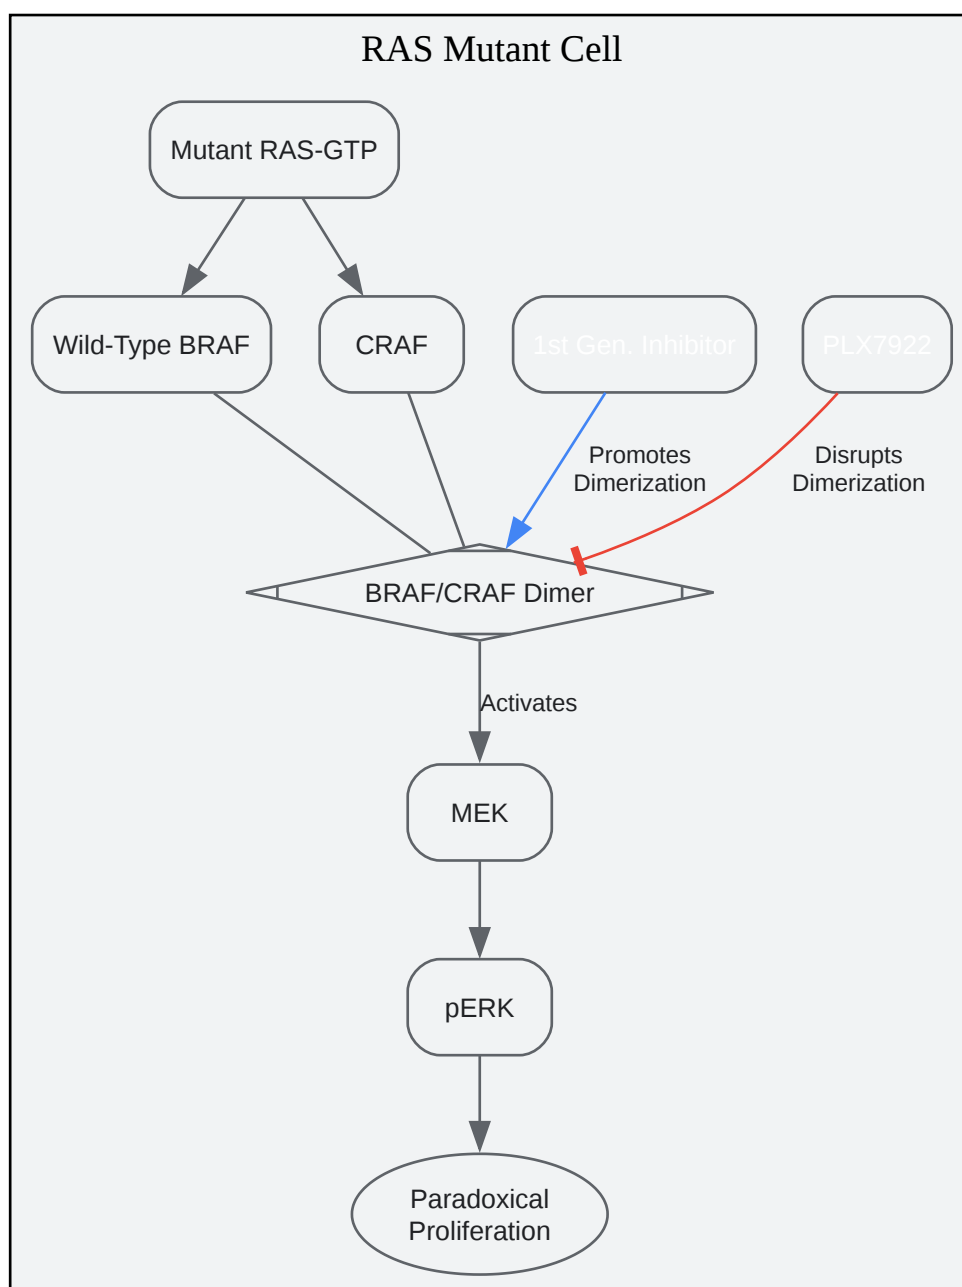 RAS Mutant Cell
Mutant RAS-GTP
Wild-Type BRAF
CRAF
1st Gen. Inhibitor
PLX7922
Promotes
Dimerization
Disrupts
Dimerization
BRAF/CRAF Dimer
Activates
MEK
pERK
Paradoxical
Proliferation